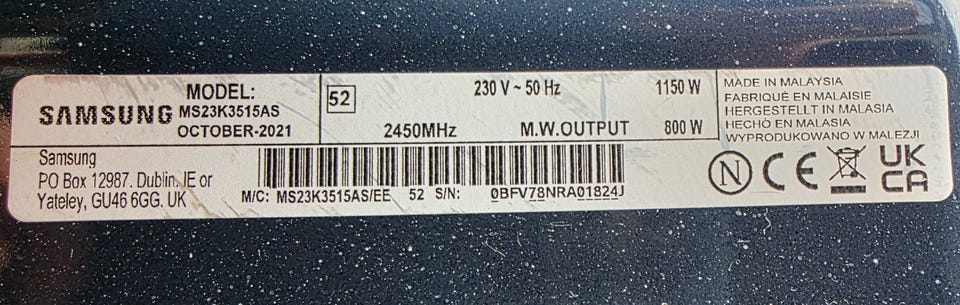 SAMSUNG
MODEL:
MS23K3515AS
OCTOBER-2021
52
230 V ~ 50 Hz 1150 W
2450MHz M.W.OUTPUT 800 W
MADE IN MALAYSIA
FABRIQUÉ EN MALAISIE
HERGESTELLT IN MALASIA
HECHO EN MALASIA
WYPRODUKOWANO W MALEZJI
Samsung
PO Box 12987. Dublin. IE or
Yateley, GU46 6GG. UK
M/C: MS23K3515AS/EE 52 S/N: 0BFV78NRA01824J
N CE UK
CA